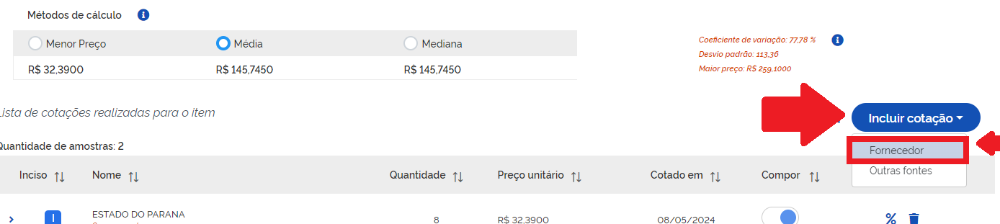 Métodos de cálculo
Menor Preço Média Mediana
R$ 32,3900 R$ 145,7450 R$ 145,7450
Coeficiente de variação: 77,78 %
Desvio padrão: 113,36
Maior preço: R$ 259,1000
Lista de cotações realizadas para o item
Incluir cotação
Fornecedor
Outras fontes
Quantidade de amostras: 2
Inciso Nome Quantidade Preço unitário Cotado em Compor
I ESTADO DO PARANA 8 R$ 32,3900 08/05/2024 %